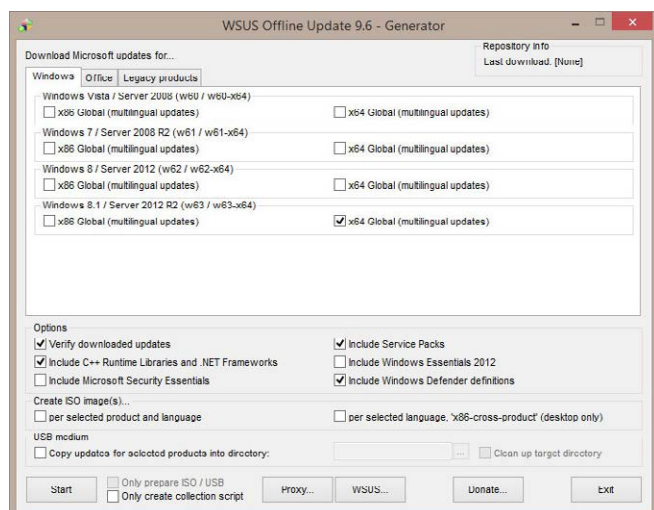 WSUS Offline Update 9.6 - Generator
Download Microsoft updates for...
Repository Info
Last download: [None]
Windows Office Legacy products
Windows Vista / Server 2008 (w60 / w60-x64)
x86 Global (multilingual updates) x64 Global (multilingual updates)
Windows 7 / Server 2008 R2 (w61 / w61-x64)
x86 Global (multilingual updates) x64 Global (multilingual updates)
Windows 8 / Server 2012 (w62 / w62-x64)
x86 Global (multilingual updates) x64 Global (multilingual updates)
Windows 8.1 / Server 2012 R2 (w63 / w63-x64)
x86 Global (multilingual updates) x64 Global (multilingual updates)
Options
Verify downloaded updates Include Service Packs
Include C++ Runtime Libraries and .NET Frameworks Include Windows Essentials 2012
Include Microsoft Security Essentials Include Windows Defender definitions
Create ISO image(s)...
per selected product and language per selected language, 'x86-cross-product' (desktop only)
USB medium
Copy updates for selected products into directory: ... Clean up target directory
Start Only prepare ISO / USB Proxy... WSUS... Donate... Exit
Only create collection script